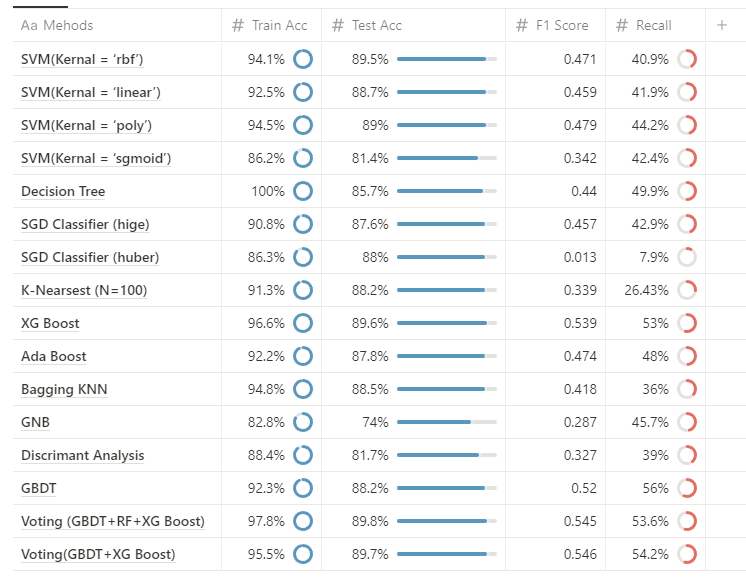 Aa Mehods # Train Acc # Test Acc # F1 Score # Recall +
SVM(Kernal = ‘rbf’) 94.1% 89.5% 0.471 40.9%
SVM(Kernal = ‘linear’) 92.5% 88.7% 0.459 41.9%
SVM(Kernal = ‘poly’) 94.5% 89% 0.479 44.2%
SVM(Kernal = ‘sgmoid’) 86.2% 81.4% 0.342 42.4%
Decision Tree 100% 85.7% 0.44 49.9%
SGD Classifier (hige) 90.8% 87.6% 0.457 42.9%
SGD Classifier (huber) 86.3% 88% 0.013 7.9%
K-Nearsest (N=100) 91.3% 88.2% 0.339 26.43%
XG Boost 96.6% 89.6% 0.539 53%
Ada Boost 92.2% 87.8% 0.474 48%
Bagging KNN 94.8% 88.5% 0.418 36%
GNB 82.8% 74% 0.287 45.7%
Discrimant Analysis 88.4% 81.7% 0.327 39%
GBDT 92.3% 88.2% 0.52 56%
Voting (GBDT+RF+XG Boost) 97.8% 89.8% 0.545 53.6%
Voting(GBDT+XG Boost) 95.5% 89.7% 0.546 54.2%